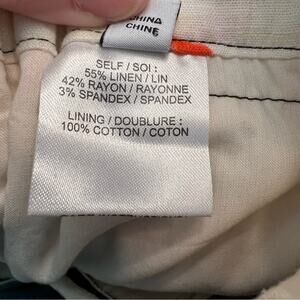 CHINA
CHINE
SELF / SOI :
55% LINEN / LIN
42% RAYON / RAYONNE
3% SPANDEX / SPANDEX
LINING / DOUBLURE :
100% COTTON / COTON